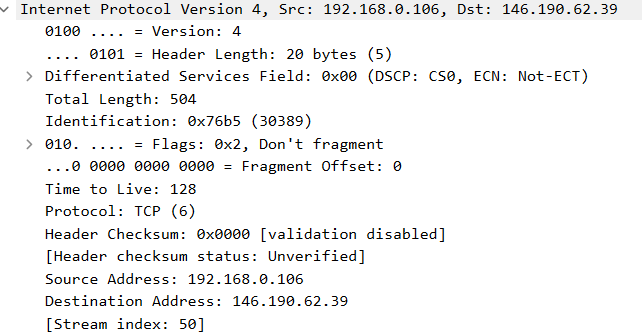 Internet Protocol Version 4, Src: 192.168.0.106, Dst: 146.190.62.39
0100 .... = Version: 4
.... 0101 = Header Length: 20 bytes (5)
Differentiated Services Field: 0x00 (DSCP: CS0, ECN: Not-ECT)
Total Length: 504
Identification: 0x76b5 (30389)
010. .... = Flags: 0x2, Don't fragment
...0 0000 0000 0000 = Fragment Offset: 0
Time to Live: 128
Protocol: TCP (6)
Header Checksum: 0x0000 [validation disabled]
[Header checksum status: Unverified]
Source Address: 192.168.0.106
Destination Address: 146.190.62.39
[Stream index: 50]